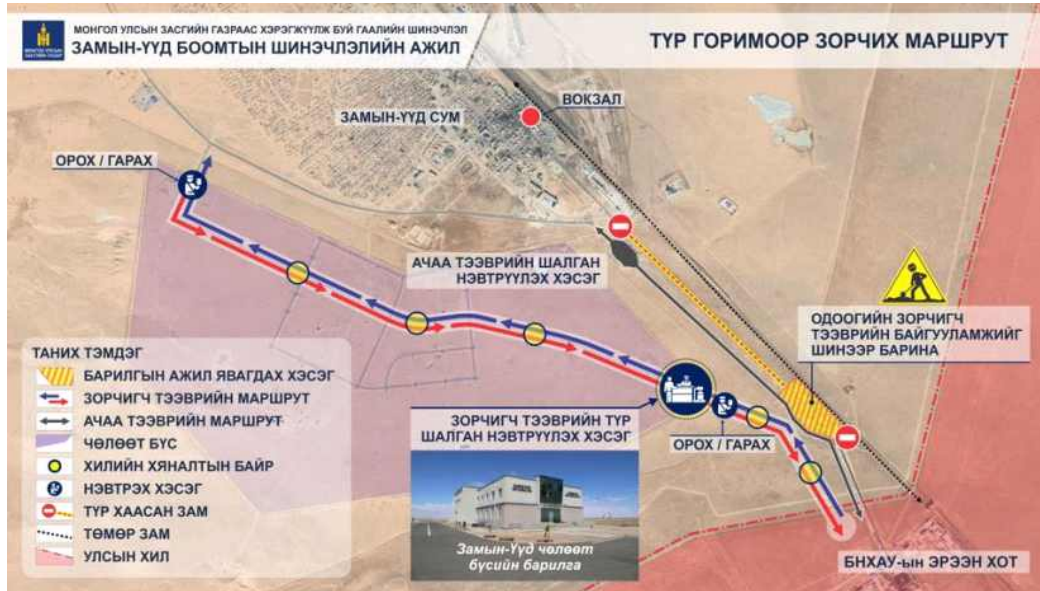 МОНГОЛ УЛСЫН
ЗАСГИЙН ГАЗАР
МОНГОЛ УЛСЫН ЗАСГИЙН ГАЗРААС ХЭРЭГЖҮҮЛЖ БУЙ ГААЛИЙН ШИНЭЧЛЭЛ
ЗАМЫН-ҮҮД БООМТЫН ШИНЭЧЛЭЛИЙН АЖИЛ
ТҮР ГОРИМООР ЗОРЧИХ МАРШРУТ
ВОКЗАЛ
ЗАМЫН-ҮҮД СУМ
ОРОХ / ГАРАХ
АЧАА ТЭЭВРИЙН ШАЛГАН
НЭВТРҮҮЛЭХ ХЭСЭГ
ОДООГИЙН ЗОРЧИГЧ
ТЭЭВРИЙН БАЙГУУЛАМЖИЙГ
ШИНЭЭР БАРИНА
ТАНИХ ТЭМДЭГ
БАРИЛГЫН АЖИЛ ЯВАГДАХ ХЭСЭГ
ЗОРЧИГЧ ТЭЭВРИЙН МАРШРУТ
АЧАА ТЭЭВРИЙН МАРШРУТ
ЧӨЛӨӨТ БҮС
ХИЛИЙН ХЯНАЛТЫН БАЙР
НЭВТРЭХ ХЭСЭГ
ТҮР ХААСАН ЗАМ
ТӨМӨР ЗАМ
УЛСЫН ХИЛ
ЗОРЧИГЧ ТЭЭВРИЙН ТҮР
ШАЛГАН НЭВТРҮҮЛЭХ ХЭСЭГ
ОРОХ / ГАРАХ
Замын-Үүд чөлөөт
бүсийн барилга
БНХАУ-ын ЭРЭЭН ХОТ